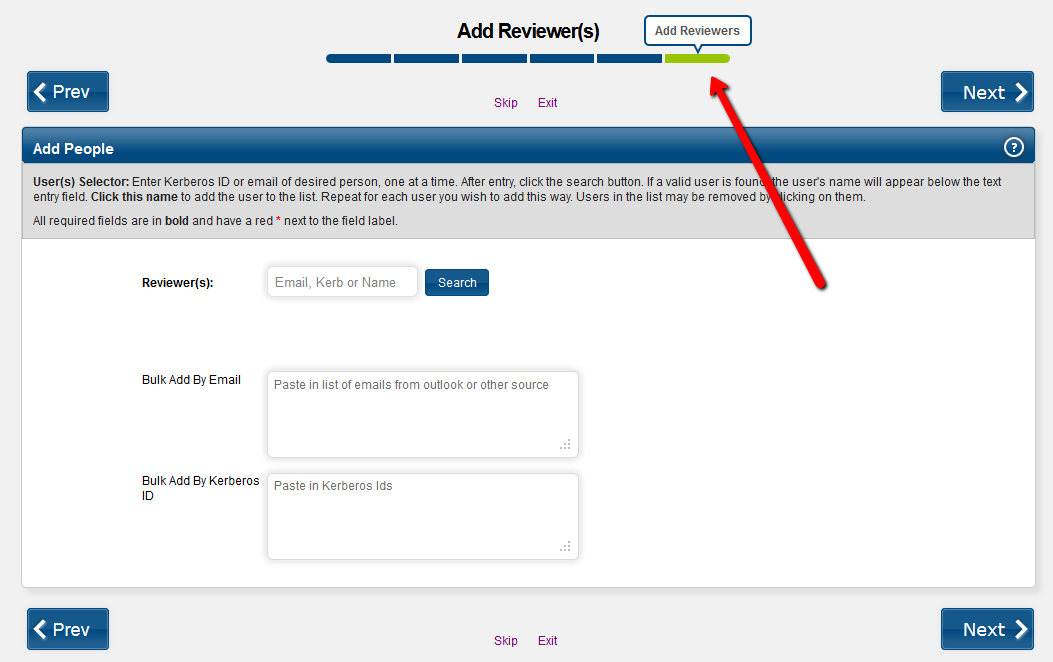 Add Reviewer(s)
Add Reviewers
Prev
Skip Exit
Next
Add People
?
User(s) Selector: Enter Kerberos ID or email of desired person, one at a time. After entry, click the search button. If a valid user is found, the user's name will appear below the text
entry field. Click this name to add the user to the list. Repeat for each user you wish to add this way. Users in the list may be removed by clicking on them.
All required fields are in bold and have a red * next to the field label.
Reviewer(s):
Email, Kerb or Name
Search
Bulk Add By Email
Paste in list of emails from outlook or other source
Bulk Add By Kerberos
ID
Paste in Kerberos Ids
Prev
Skip Exit
Next